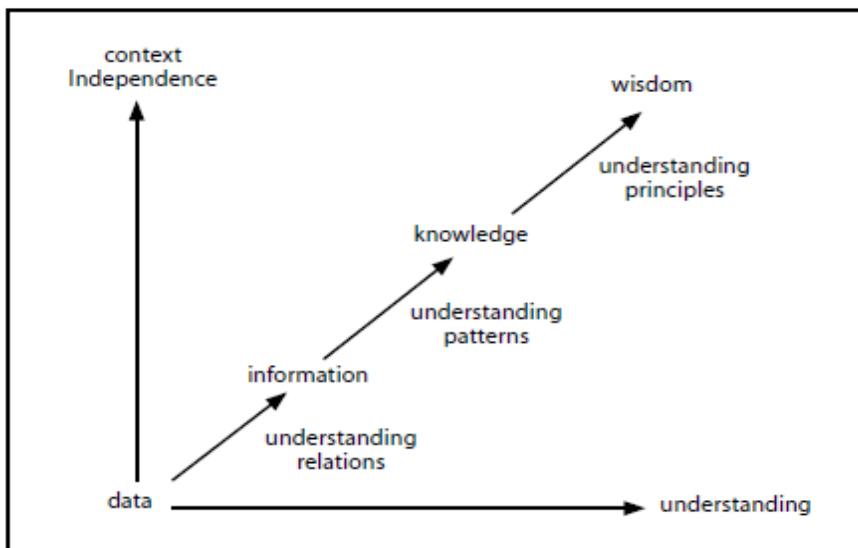 context
Independence
wisdom
understanding
principles
knowledge
understanding
patterns
information
understanding
relations
data
understanding